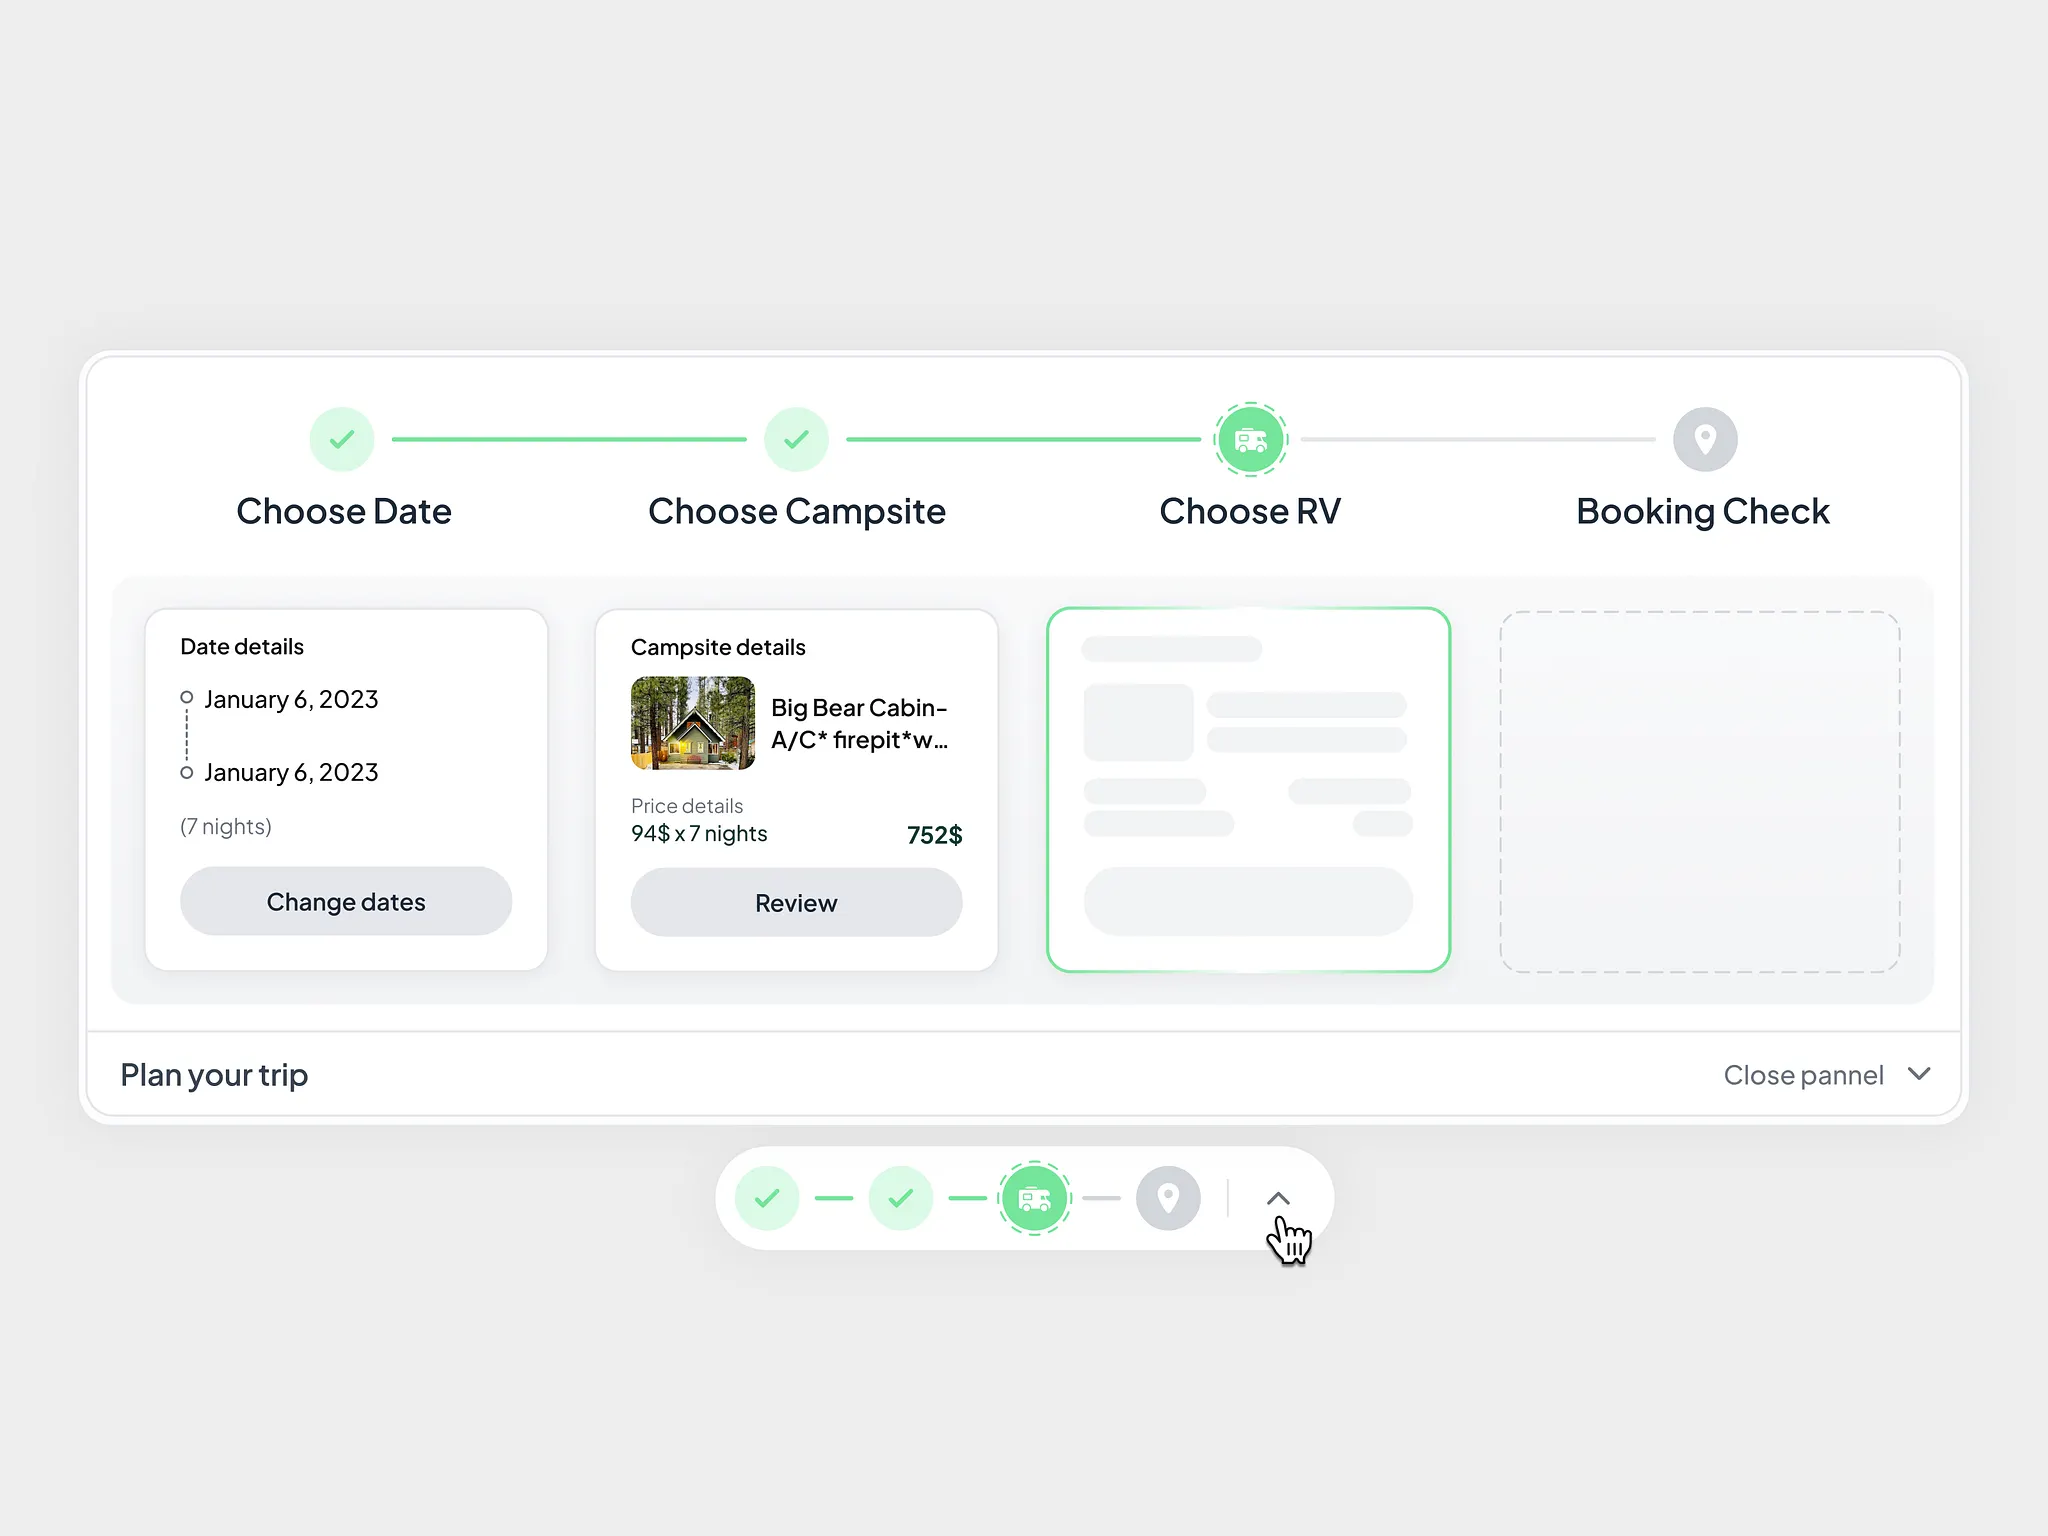 Choose Date
Choose Campsite
Choose RV
Booking Check
Date details
January 6, 2023
January 6, 2023
(7 nights)
Change dates
Campsite details
Big Bear Cabin-
A/C* firepit*w...
Price details
94$ x 7 nights
752$
Review
Plan your trip
Close pannel